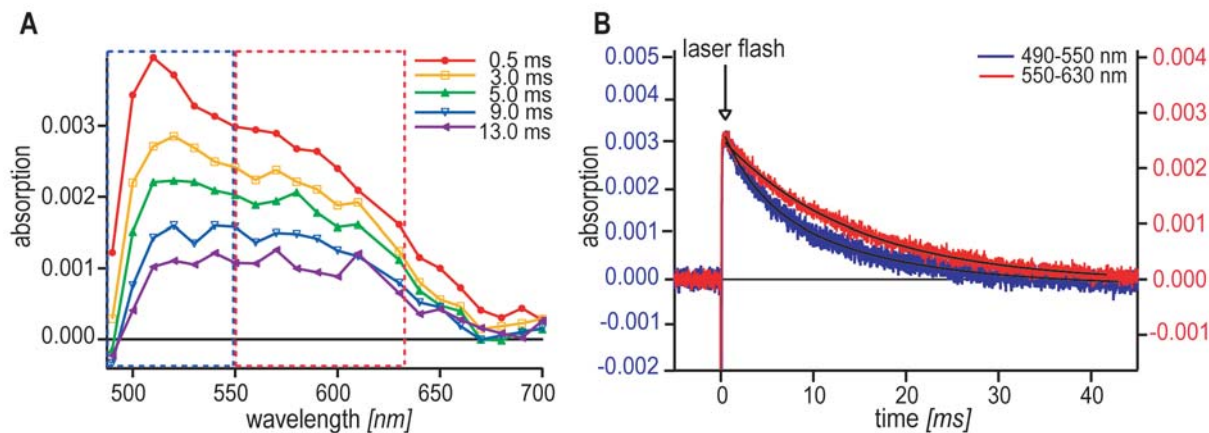 A
0.5 ms
3.0 ms
5.0 ms
9.0 ms
13.0 ms
0.003
0.002
0.001
0.000
absorption
500 550 600 650 700
wavelength [nm]
B
laser flash
490-550 nm
550-630 nm
0.005
0.004
0.003
0.002
0.001
0.000
-0.001
-0.002
absorption
0.004
0.003
0.002
0.001
0.000
-0.001
0 10 20 30 40
time [ms]